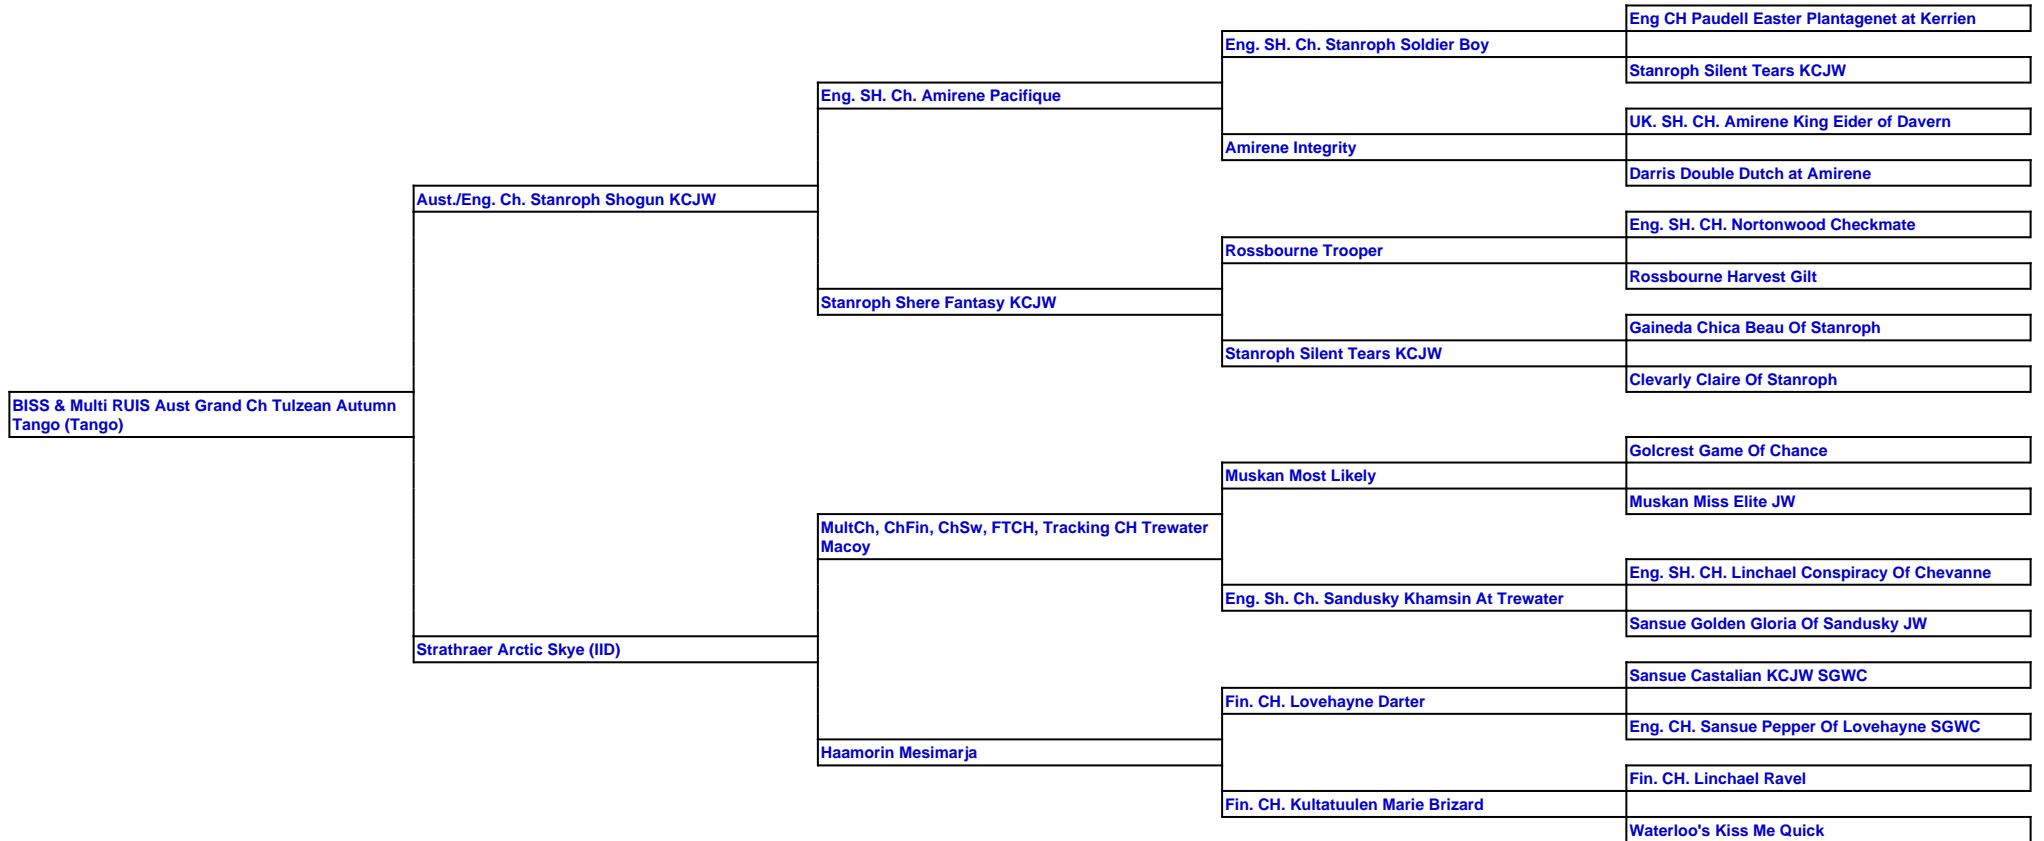 Eng CH Paudell Easter Plantagenet at Kerrien
Eng. SH. Ch. Stanroph Soldier Boy
Stanroph Silent Tears KCJW
Eng. SH. Ch. Amirene Pacifique
UK. SH. CH. Amirene King Eider of Davern
Amirene Integrity
Darris Double Dutch at Amirene
Aust./Eng. Ch. Stanroph Shogun KCJW
Eng. SH. CH. Nortonwood Checkmate
Rossbourne Trooper
Rossbourne Harvest Gilt
Stanroph Shere Fantasy KCJW
Gaineda Chica Beau Of Stanroph
Stanroph Silent Tears KCJW
Clevarly Claire Of Stanroph
BISS & Multi RUIS Aust Grand Ch Tulzean Autumn
Tango (Tango)
Golcrest Game Of Chance
Muskan Most Likely
Muskan Miss Elite JW
MultCh, ChFin, ChSw, FTCH, Tracking CH Trewater
Macoy
Eng. SH. CH. Linchael Conspiracy Of Chevanne
Eng. Sh. Ch. Sandusky Khamsin At Trewater
Sansue Golden Gloria Of Sandusky JW
Strathraer Arctic Skye (IID)
Sansue Castalian KCJW SGWC
Fin. CH. Lovehayne Darter
Eng. CH. Sansue Pepper Of Lovehayne SGWC
Haamorin Mesimarja
Fin. CH. Linchael Ravel
Fin. CH. Kultatuulen Marie Brizard
Waterloo's Kiss Me Quick